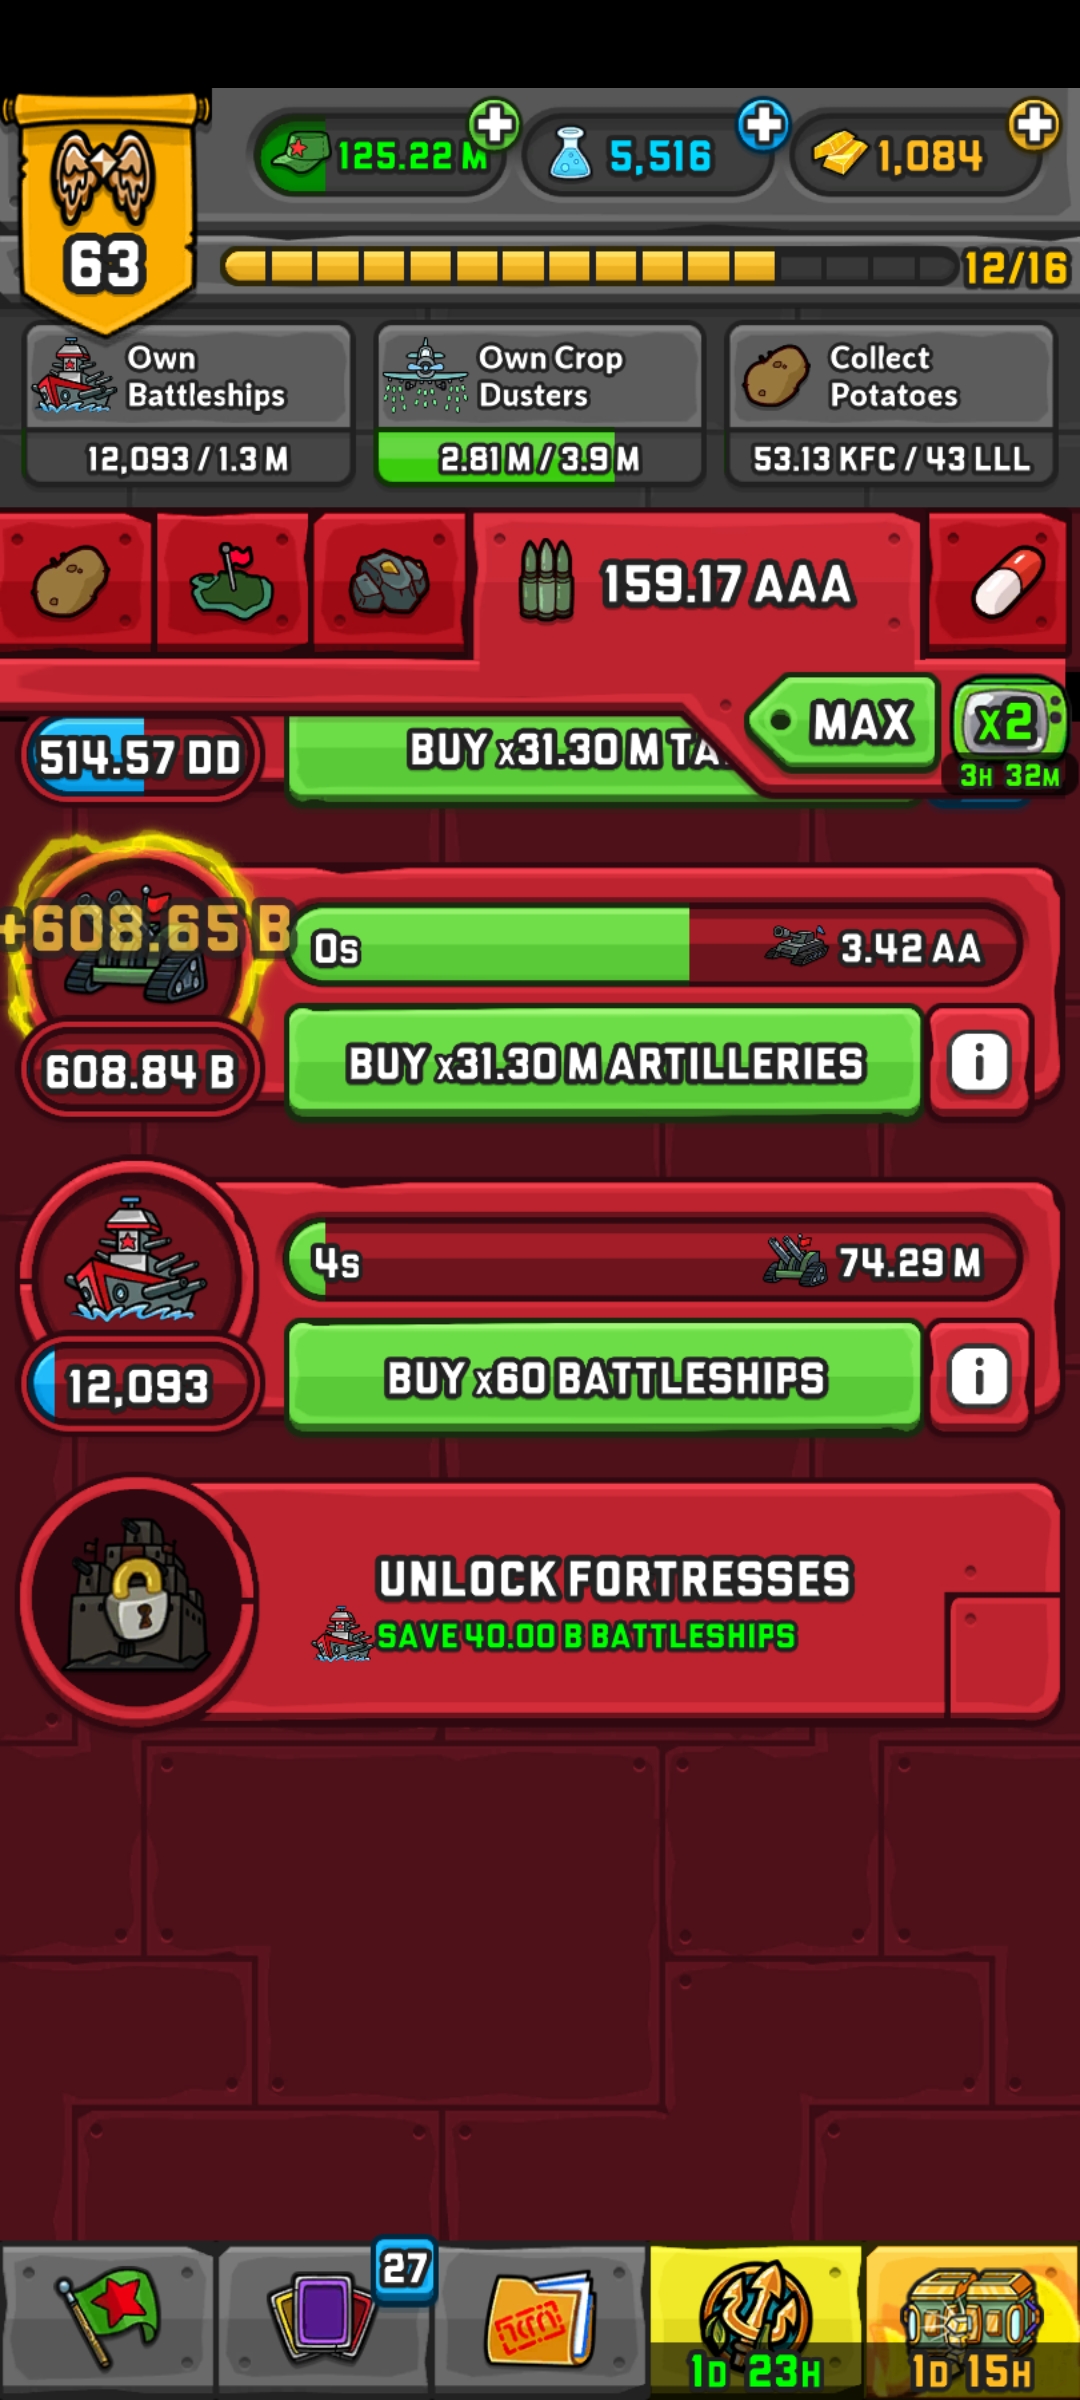 125.22 M
5,516
1,084
63
12/16
Own
Battleships
12,093 / 1.3 M
Own Crop
Dusters
2.81 M / 3.9 M
Collect
Potatoes
53.13 KFC / 43 LLL
159.17 AAA
MAX
x2
3H 32M
514.57 DD
BUY x31.30 M TA
+608.65 B
0s
3.42 AA
608.84 B
BUY x31.30 M ARTILLERIES
i
4s
74.29 M
12,093
BUY x60 BATTLESHIPS
i
UNLOCK FORTRESSES
SAVE 40.00 B BATTLESHIPS
27
1D 23H
1D 15H